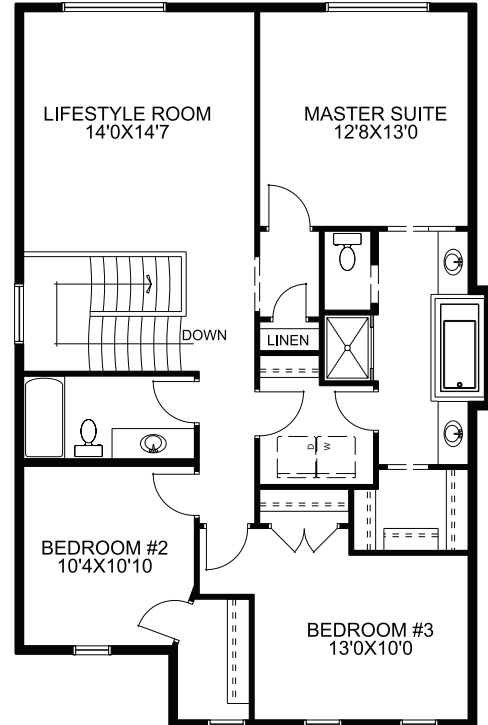 LIFESTYLE ROOM
14'0X14'7
MASTER SUITE
12'8X13'0
DOWN
LINEN
D
W
BEDROOM #2
10'4X10'10
BEDROOM #3
13'0X10'0